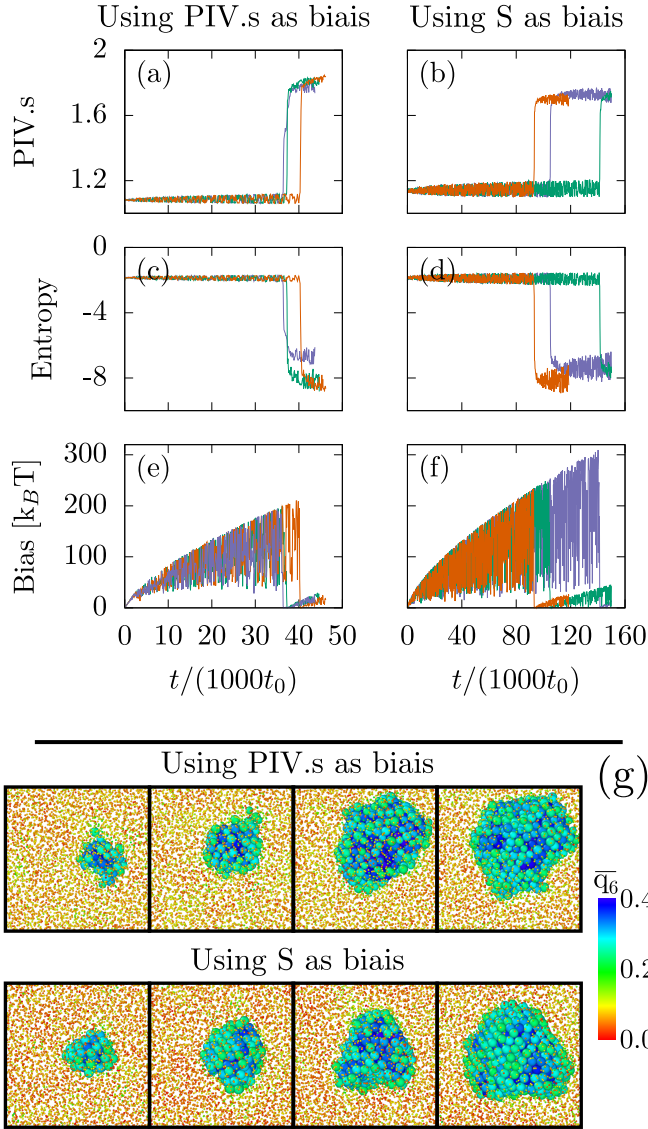 Using PIV.s as biais Using S as biais
2
1.6
1.2
PIV.s
(a) (b)
0
-4
-8
Entropy
(c) (d)
300
200
100
0
Bias [k_BT]
(e) (f)
0 10 20 30 40 50 0 40 80 120 160
t/(1000t_0) t/(1000t_0)
Using PIV.s as biais
(g)
q_6
0.4
0.2
0.0
Using S as biais